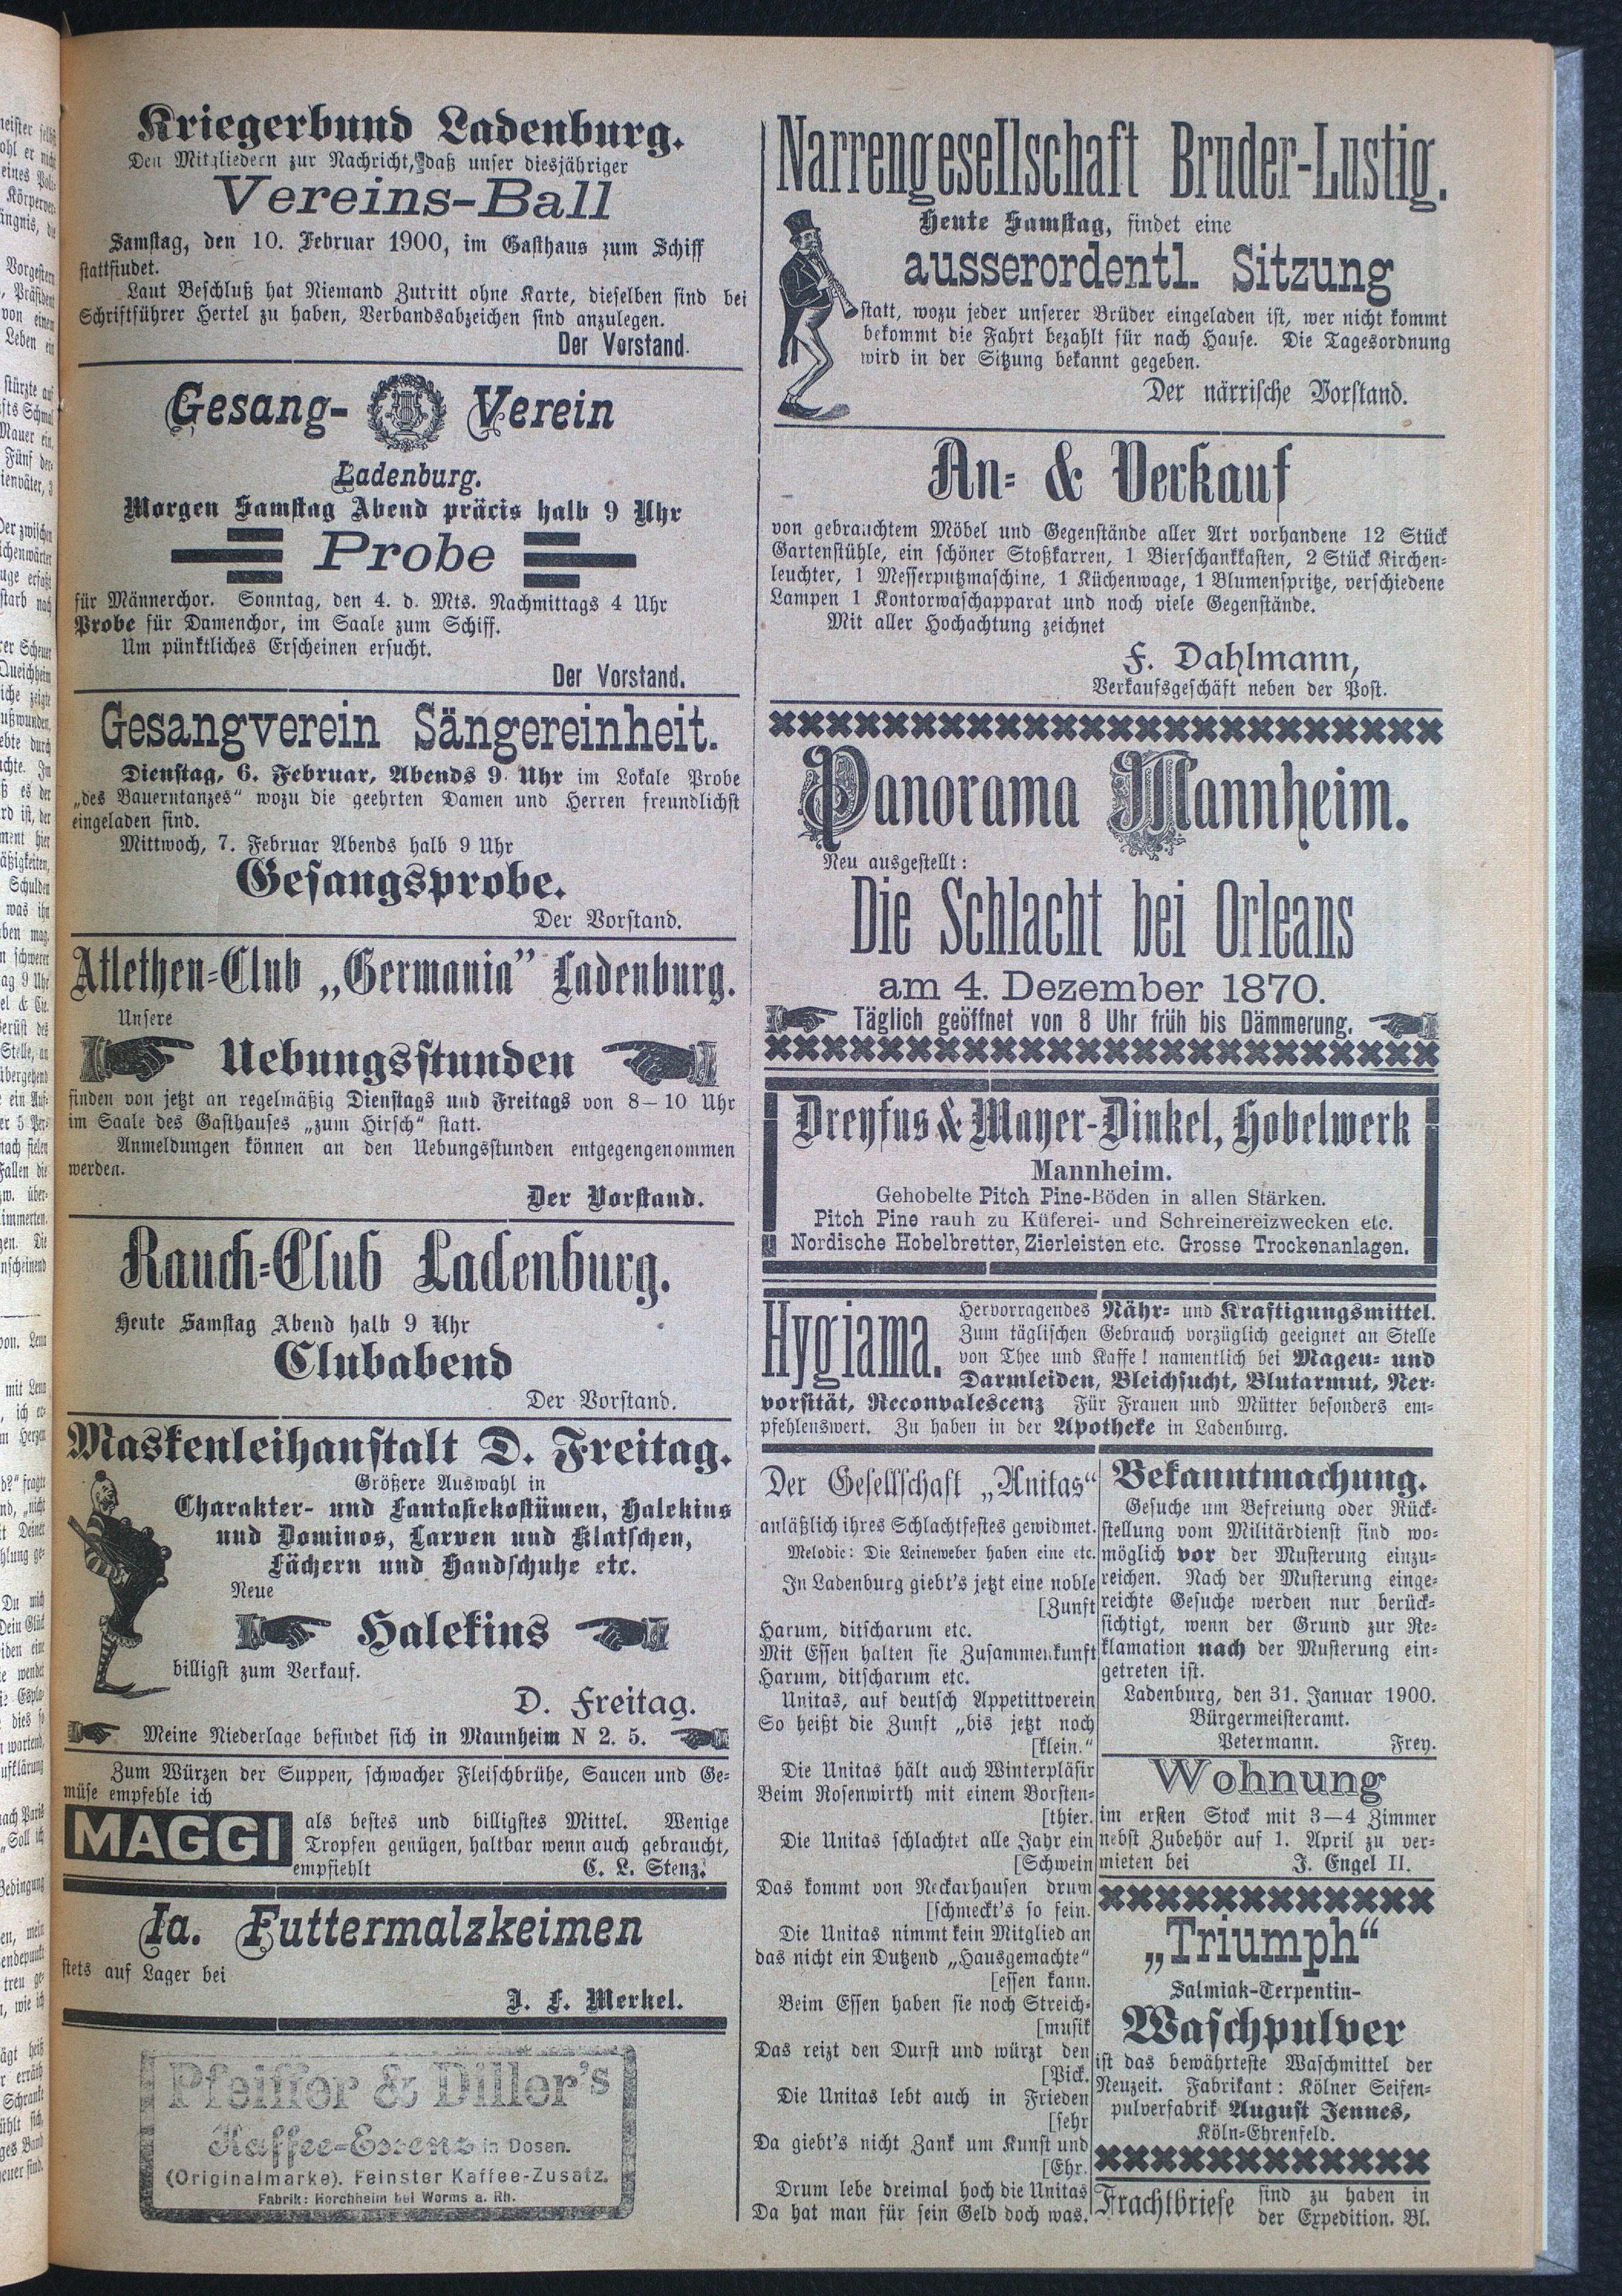 Kriegerbund Ladenburg.
Den Mitgliedern zur Nachricht, daß unser diesjähriger
Vereins-Ball
Samstag, den 10. Februar 1900, im Gasthaus zum Schiff
stattfindet.
Laut Beschluß hat Niemand Zutritt ohne Karte, dieselben sind bei
Schriftführer Hertel zu haben, Verbandsabzeichen sind anzulegen.
Der Vorstand.
Gesang- Verein
Ladenburg.
Morgen Samstag Abend präcis halb 9 Uhr
Probe
für Männerchor. Sonntag, den 4. d. Mts. Nachmittags 4 Uhr
Probe für Damenchor, im Saale zum Schiff.
Um pünktliches Erscheinen ersucht.
Der Vorstand.
Gesangverein Sängereinheit.
Dienstag, 6. Februar, Abends 9 Uhr im Lokale Probe
„des Bauerntanzes“ wozu die geehrten Damen und Herren freundlichst
eingeladen sind.
Mittwoch, 7. Februar Abends halb 9 Uhr
Gesangsprobe.
Der Vorstand.
Atlethen-Club „Germania” Ladenburg.
Unsere
Uebungsstunden
finden von jetzt an regelmäßig Dienstags und Freitags von 8—10 Uhr
im Saale des Gasthauses „zum Hirsch“ statt.
Anmeldungen können an den Uebungsstunden entgegengenommen
werden.
Der Vorstand.
Rauch-Club Ladenburg.
Heute Samstag Abend halb 9 Uhr
Clubabend
Der Vorstand.
Maskenleihanstalt D. Freitag.
Größere Auswahl in
Charakter- und Fantasiekostümen, Halekins
und Dominos, Larven und Klatschen,
Fächern und Handschuhe etc.
Neue
Halekins
billigst zum Verkauf.
D. Freitag.
Meine Niederlage befindet sich in Mannheim N 2. 5.
Zum Würzen der Suppen, schwacher Fleischbrühe, Saucen und Ge-
müse empfehle ich
MAGGI
als bestes und billigstes Mittel. Wenige
Tropfen genügen, haltbar wenn auch gebraucht,
empfiehlt C. L. Stenz.
Ia. Futtermalzkeimen
stets auf Lager bei
J. F. Merkel.
Pfeiffer & Diller's
Kaffee-Essenz in Dosen.
(Originalmarke). Feinster Kaffee-Zusatz.
Fabrik: Horchheim bei Worms a. Rh.
Narrengesellschaft Bruder-Lustig.
Heute Samstag, findet eine
ausserordentl. Sitzung
statt, wozu jeder unserer Brüder eingeladen ist, wer nicht kommt
bekommt die Fahrt bezahlt für nach Hause. Die Tagesordnung
wird in der Sitzung bekannt gegeben.
Der närrische Vorstand.
An- & Verkauf
von gebrauchtem Möbel und Gegenstände aller Art vorhandene 12 Stück
Gartenstühle, ein schöner Stoßkarren, 1 Bierschankkasten, 2 Stück Kirchen-
leuchter, 1 Messerputzmaschine, 1 Küchenwage, 1 Blumenspritze, verschiedene
Lampen 1 Kontorwaschapparat und noch viele Gegenstände.
Mit aller Hochachtung zeichnet
F. Dahlmann,
Verkaufsgeschäft neben der Post.
Panorama Mannheim.
Neu ausgestellt:
Die Schlacht bei Orleans
am 4. Dezember 1870.
Täglich geöffnet von 8 Uhr früh bis Dämmerung.
Dreyfus & Mayer-Dinkel, Hobelwerk
Mannheim.
Gehobelte Pitch Pine-Böden in allen Stärken.
Pitch Pine rauh zu Küferei- und Schreinereizwecken etc.
Nordische Hobelbretter, Zierleisten etc. Grosse Trockenanlagen.
Hygiama.
Hervorragendes Nähr- und Kraftigungsmittel.
Zum täglischen Gebrauch vorzüglich geeignet an Stelle
von Thee und Kaffe! namentlich bei Magen- und
Darmleiden, Bleichsucht, Blutarmut, Ner-
vorsität, Reconvalescenz Für Frauen und Mütter besonders em-
pfehlenswert. Zu haben in der Apotheke in Ladenburg.
Der Gesellschaft „Unitas“
anläßlich ihres Schlachtfestes gewidmet.
Melodie: Die Leineweber haben eine etc.
In Ladenburg giebt's jetzt eine noble
[Zunft
Harum, ditscharum etc.
Mit Essen halten sie Zusammenkunft
Harum, ditscharum etc.
Unitas, auf deutsch Appetittverein
So heißt die Zunft „bis jetzt noch
[klein.“
Die Unitas hält auch Winterpläsir
Beim Rosenwirth mit einem Borsten-
[thier.
Die Unitas schlachtet alle Jahr ein
[Schwein
Das kommt von Neckarhausen drum
[schmeckt's so fein.
Die Unitas nimmt kein Mitglied an
das nicht ein Dutzend „Hausgemachte“
[essen kann.
Beim Essen haben sie noch Streich-
[musik
Das reizt den Durst und würzt den
[Pick.
Die Unitas lebt auch in Frieden
[sehr
Da giebt's nicht Zank um Kunst und
[Ehr.
Drum lebe dreimal hoch die Unitas
Da hat man für sein Geld doch was.
Bekanntmachung.
Gesuche um Befreiung oder Rück-
stellung vom Militärdienst sind wo-
möglich vor der Musterung einzu-
reichen. Nach der Musterung einge-
reichte Gesuche werden nur berück-
sichtigt, wenn der Grund zur Re-
klamation nach der Musterung ein-
getreten ist.
Ladenburg, den 31. Januar 1900.
Bürgermeisteramt.
Petermann. Frey.
Wohnung
im ersten Stock mit 3—4 Zimmer
nebst Zubehör auf 1. April zu ver-
mieten bei J. Engel II.
„Triumph“
Salmiak-Terpentin-
Waschpulver
ist das bewährteste Waschmittel der
Neuzeit. Fabrikant: Kölner Seifen-
pulverfabrik August Jennes,
Köln-Ehrenfeld.
Frachtbriefe sind zu haben in
der Expedition. Bl.